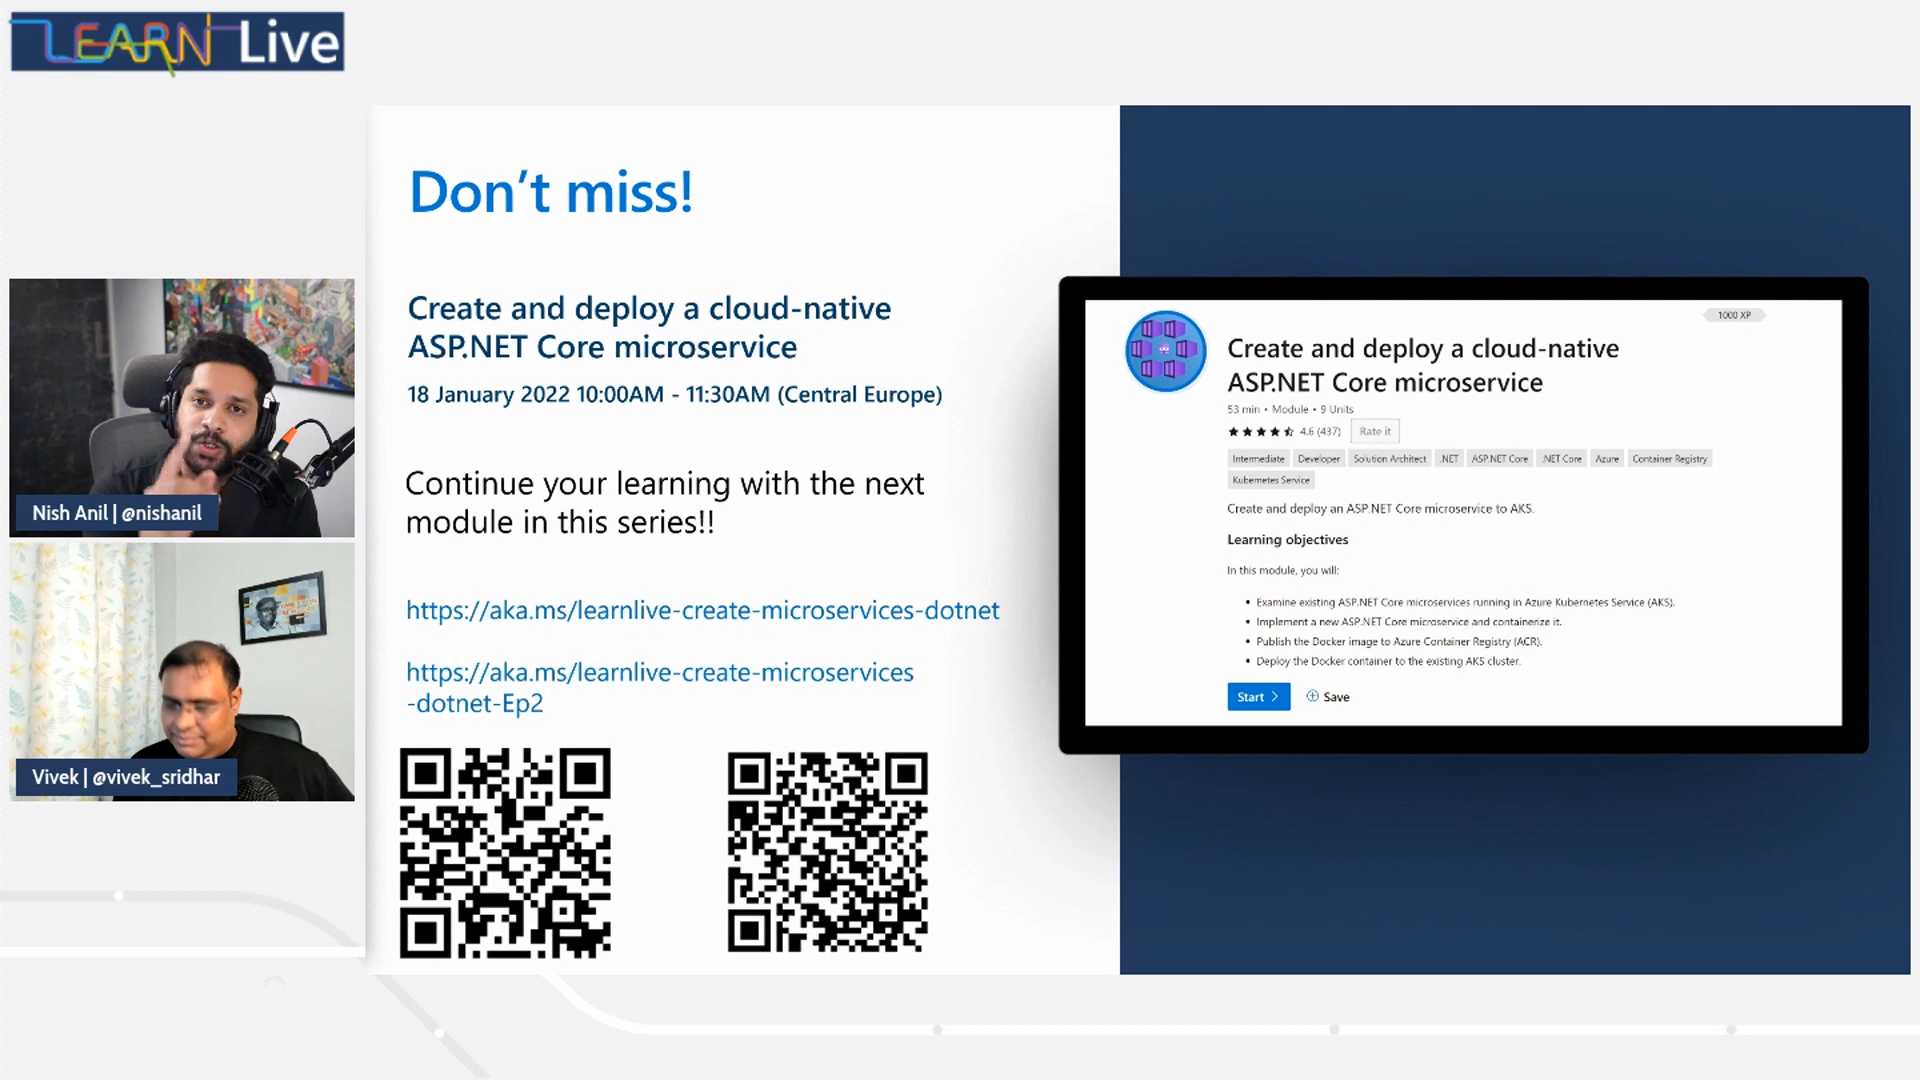 LEARN Live
Don't miss!
Create and deploy a cloud-native
ASP.NET Core microservice
18 January 2022 10:00AM - 11:30AM (Central Europe)
Continue your learning with the next
module in this series!!
https://aka.ms/learnlive-create-microservices-dotnet
https://aka.ms/learnlive-create-microservices
-dotnet-Ep2
Nish Anil | @nishanil
Vivek | @vivek_sridhar
1000 XP
Create and deploy a cloud-native
ASP.NET Core microservice
53 min • Module • 9 Units
4.6 (437) Rate it
Intermediate Developer Solution Architect .NET ASP.NET Core .NET Core Azure Container Registry
Kubernetes Service
Create and deploy an ASP.NET Core microservice to AKS.
Learning objectives
In this module, you will:
• Examine existing ASP.NET Core microservices running in Azure Kubernetes Service (AKS).
• Implement a new ASP.NET Core microservice and containerize it.
• Publish the Docker image to Azure Container Registry (ACR).
• Deploy the Docker container to the existing AKS cluster.
Start Save